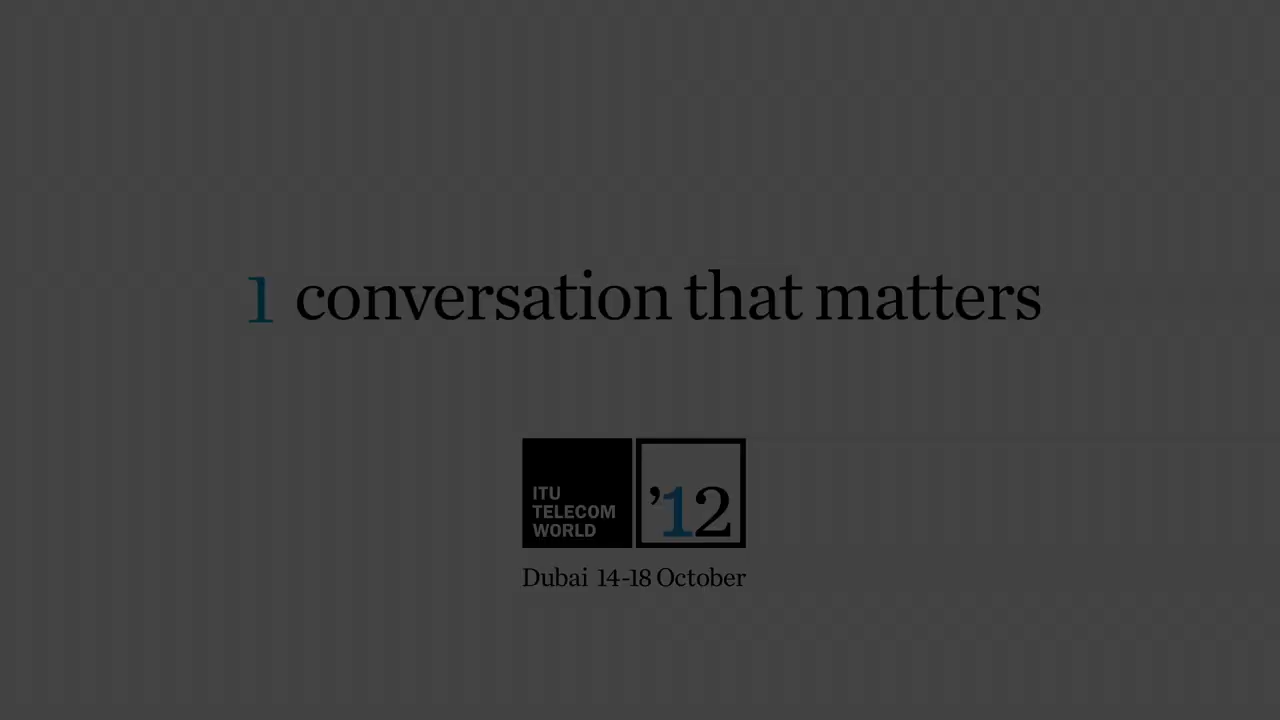 1 conversation that matters
ITU
TELECOM
WORLD
’12
Dubai 14-18 October